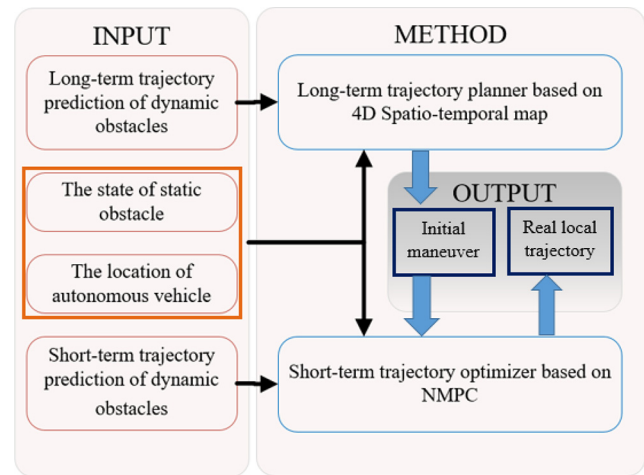 INPUT
Long-term trajectory
prediction of dynamic
obstacles
The state of static
obstacle
The location of
autonomous vehicle
Short-term trajectory
prediction of dynamic
obstacles
METHOD
Long-term trajectory planner based on
4D Spatio-temporal map
OUTPUT
Initial
maneuver
Real local
trajectory
Short-term trajectory optimizer based on
NMPC